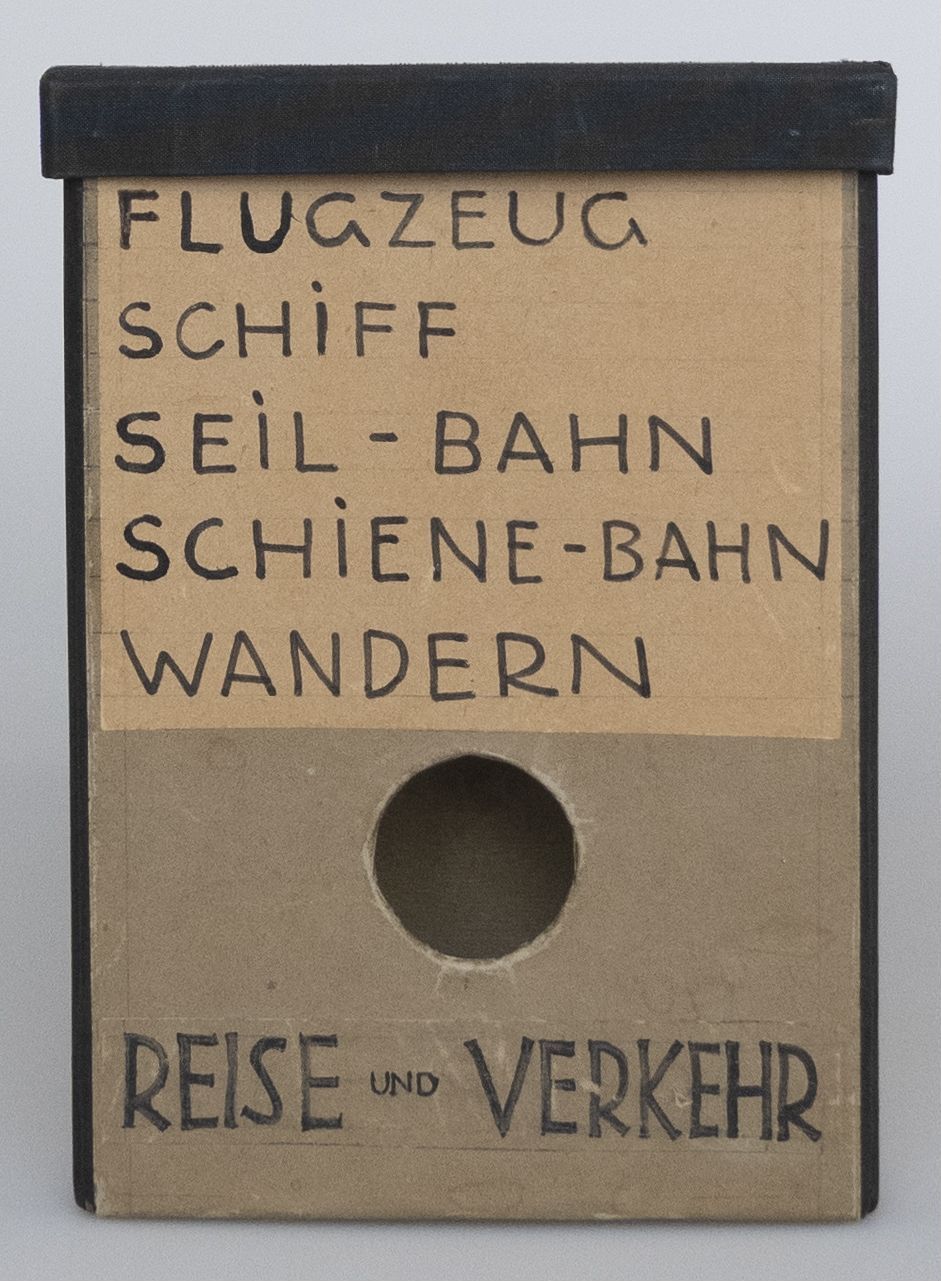 FLUGZEUG
SCHiFF
SEiL - BAHN
SCHiENE-BAHN
WANDERN
REISE UND VERKEHR